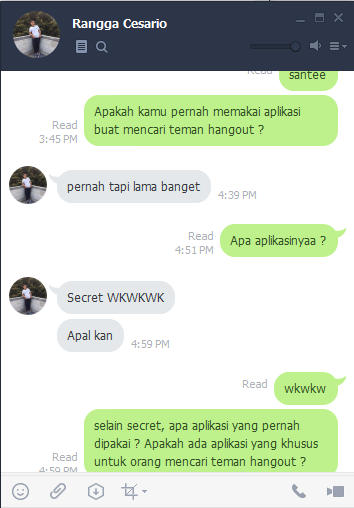 Rangga Cesario
Read
santee
Apakah kamu pernah memakai aplikasi
buat mencari teman hangout ?
Read
3:45 PM
pernah tapi lama banget
4:39 PM
Read
4:51 PM
Apa aplikasinyaa ?
Secret WKWKWK
Apal kan
4:59 PM
Read
wkwkw
selain secret, apa aplikasi yang pernah
dipakai ? Apakah ada aplikasi yang khusus
untuk orang mencari teman hangout ?
Read
4:59 PM